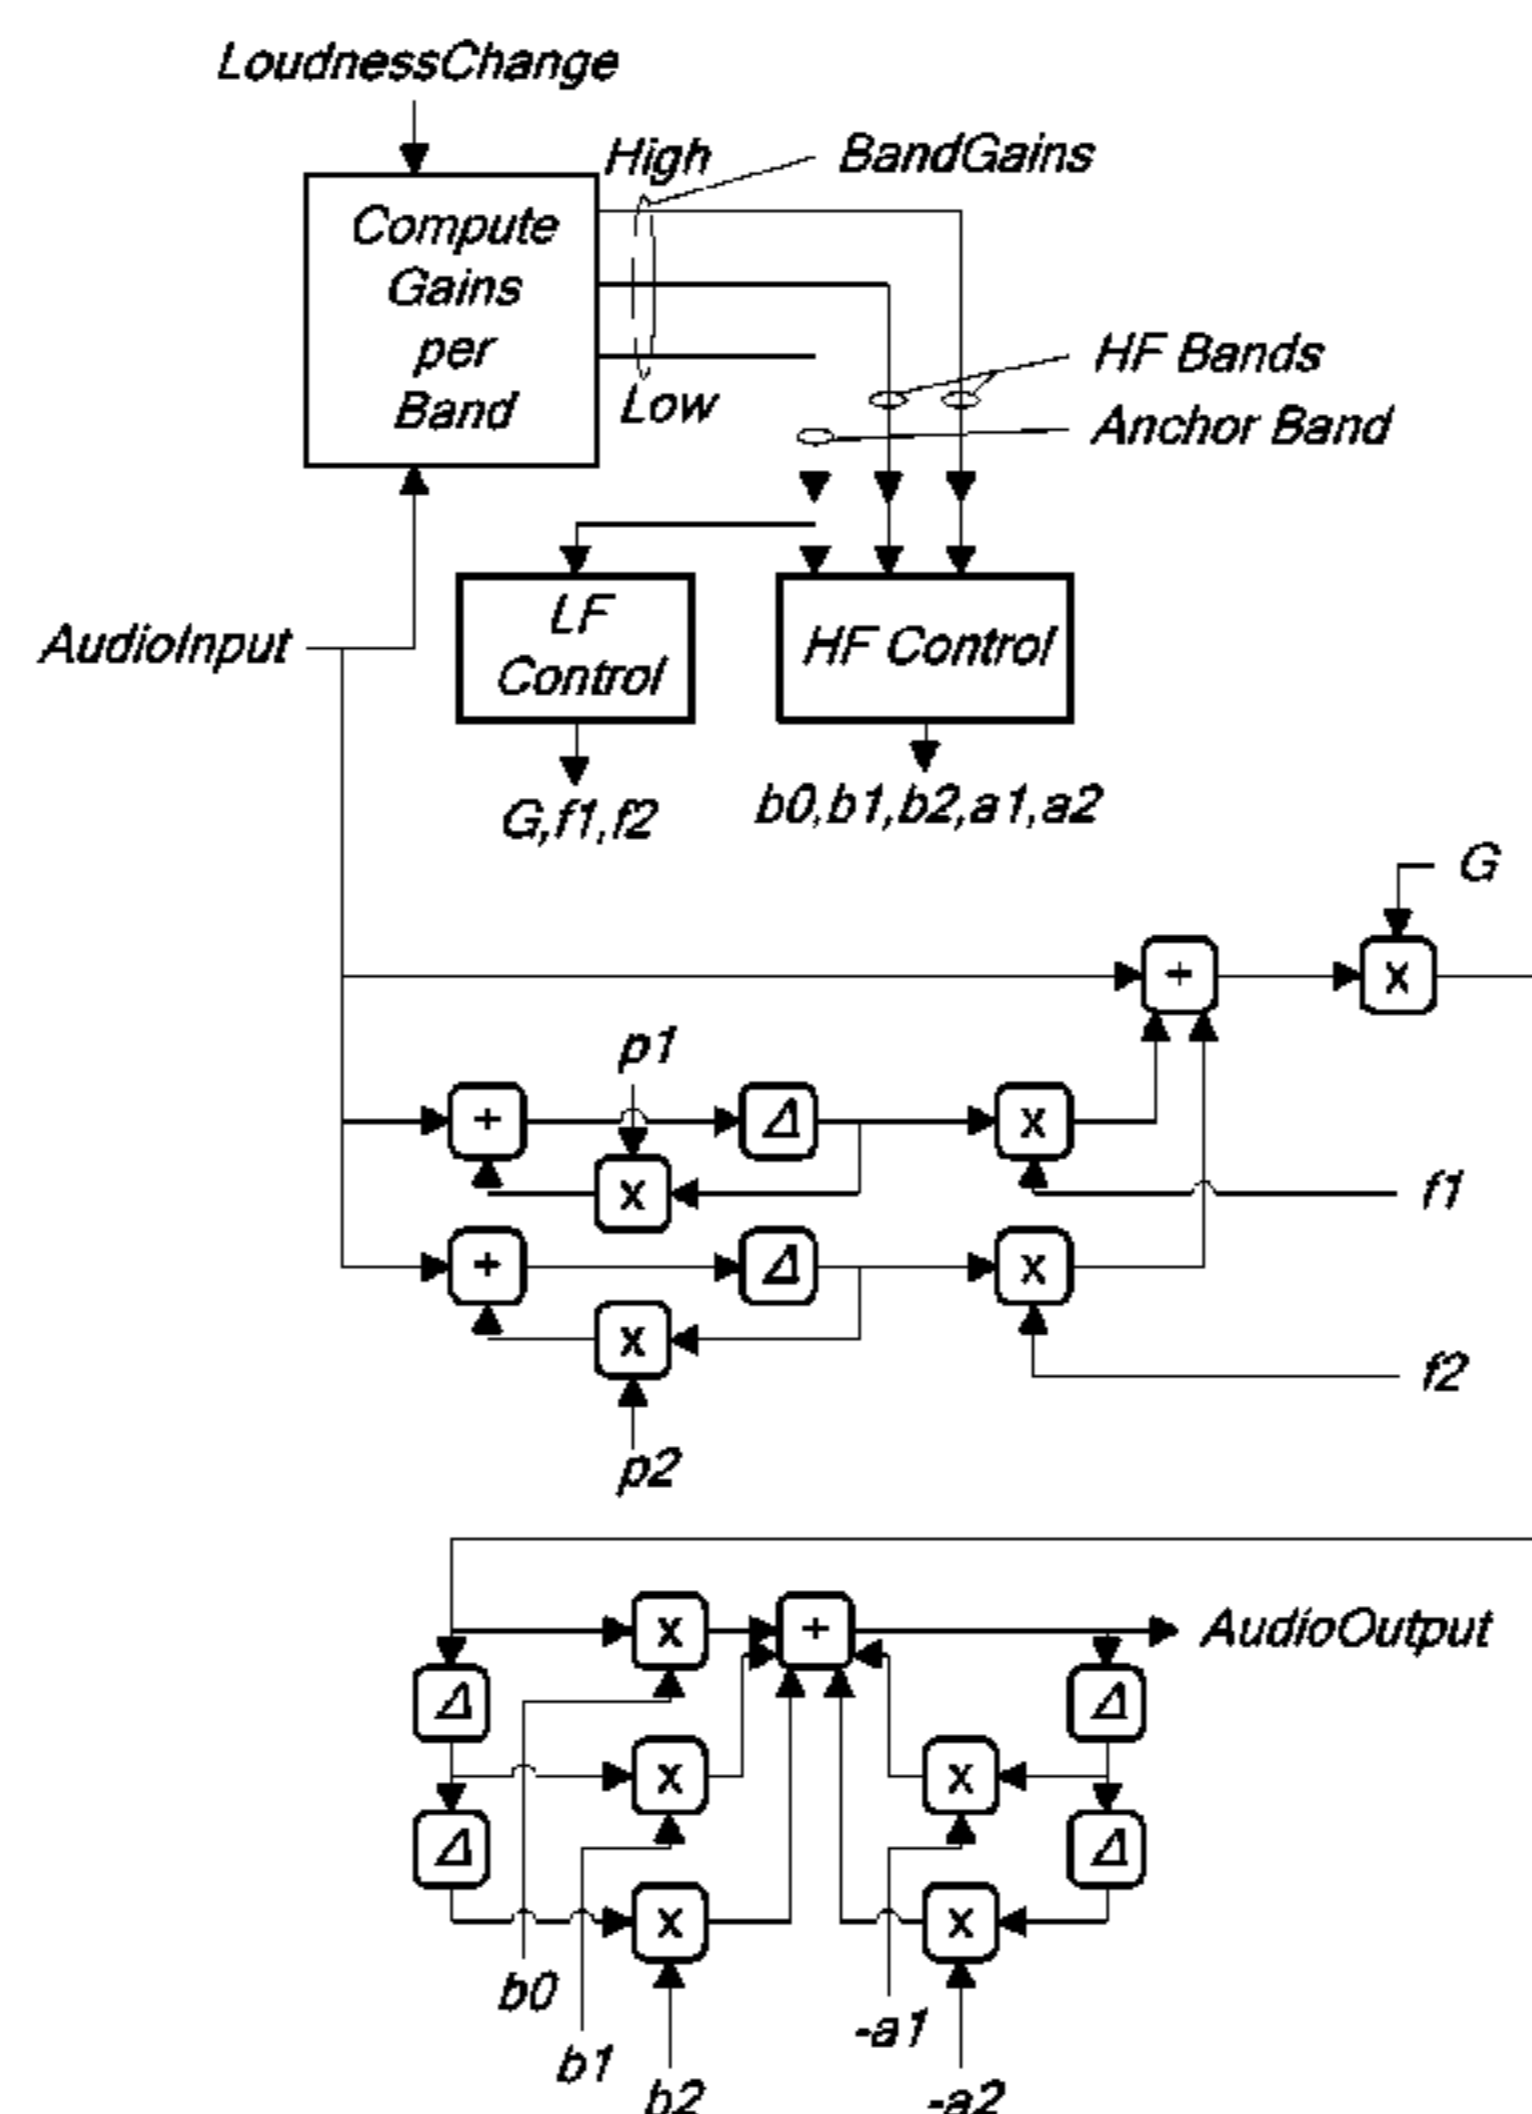 LoudnessChange
High
BandGains
Compute
Gains
per
Band
Low
HF Bands
Anchor Band
LF
Control
HF Control
AudioInput
G,f1,f2
b0,b1,b2,a1,a2
G
+
x
p1
+
Δ
x
x
f1
+
Δ
x
x
f2
p2
x
+
AudioOutput
Δ
Δ
x
x
Δ
Δ
x
x
b0
b1
b2
-a1
-a2